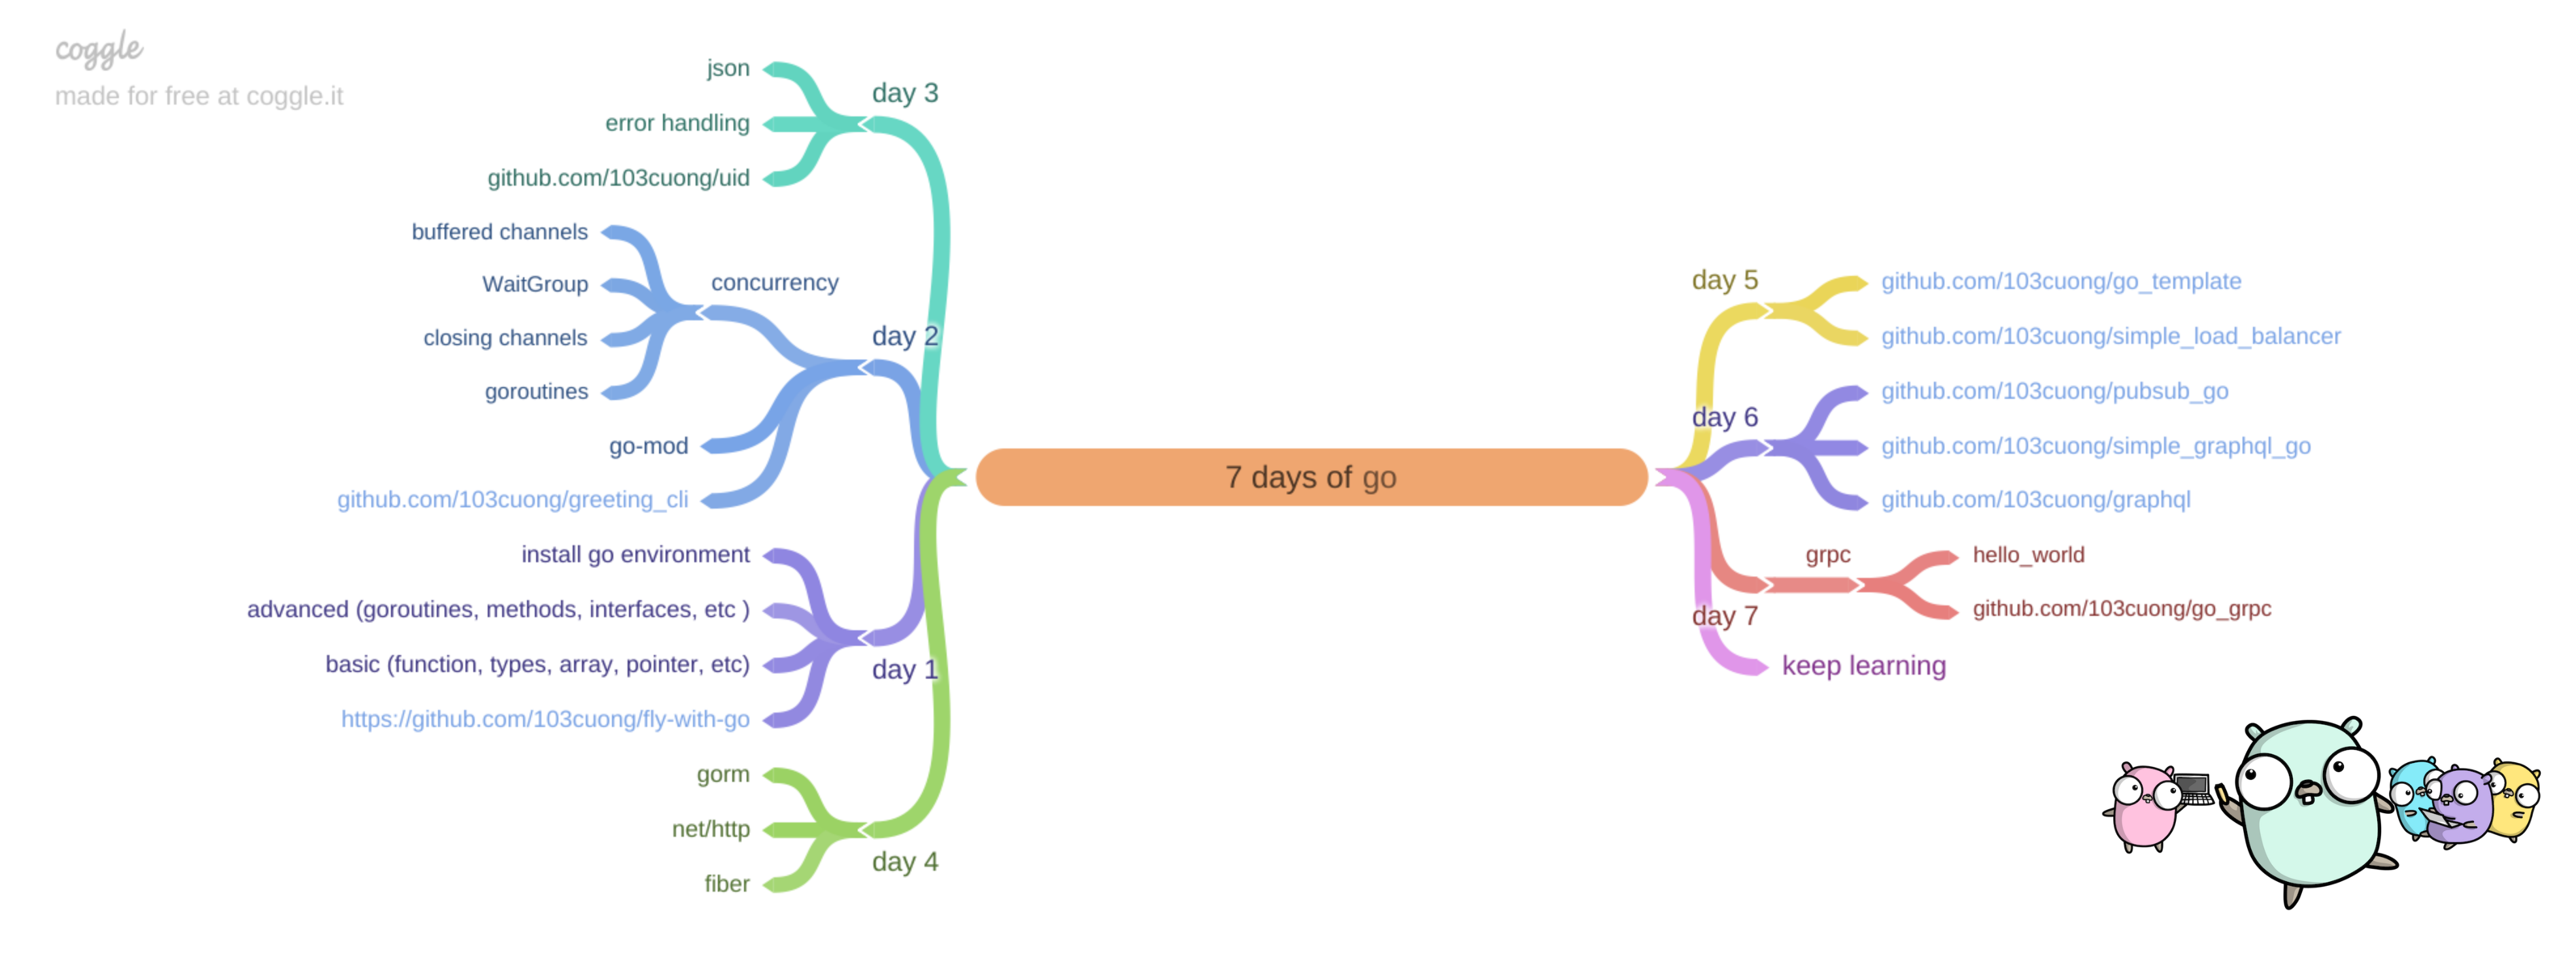 coggle
made for free at coggle.it
json
day 3
error handling
github.com/103cuong/uid
buffered channels
WaitGroup
concurrency
closing channels
day 2
goroutines
go-mod
github.com/103cuong/greeting_cli
install go environment
advanced (goroutines, methods, interfaces, etc )
basic (function, types, array, pointer, etc)
day 1
https://github.com/103cuong/fly-with-go
gorm
net/http
day 4
fiber
7 days of go
day 5
github.com/103cuong/go_template
github.com/103cuong/simple_load_balancer
github.com/103cuong/pubsub_go
day 6
github.com/103cuong/simple_graphql_go
github.com/103cuong/graphql
grpc
hello_world
github.com/103cuong/go_grpc
day 7
keep learning